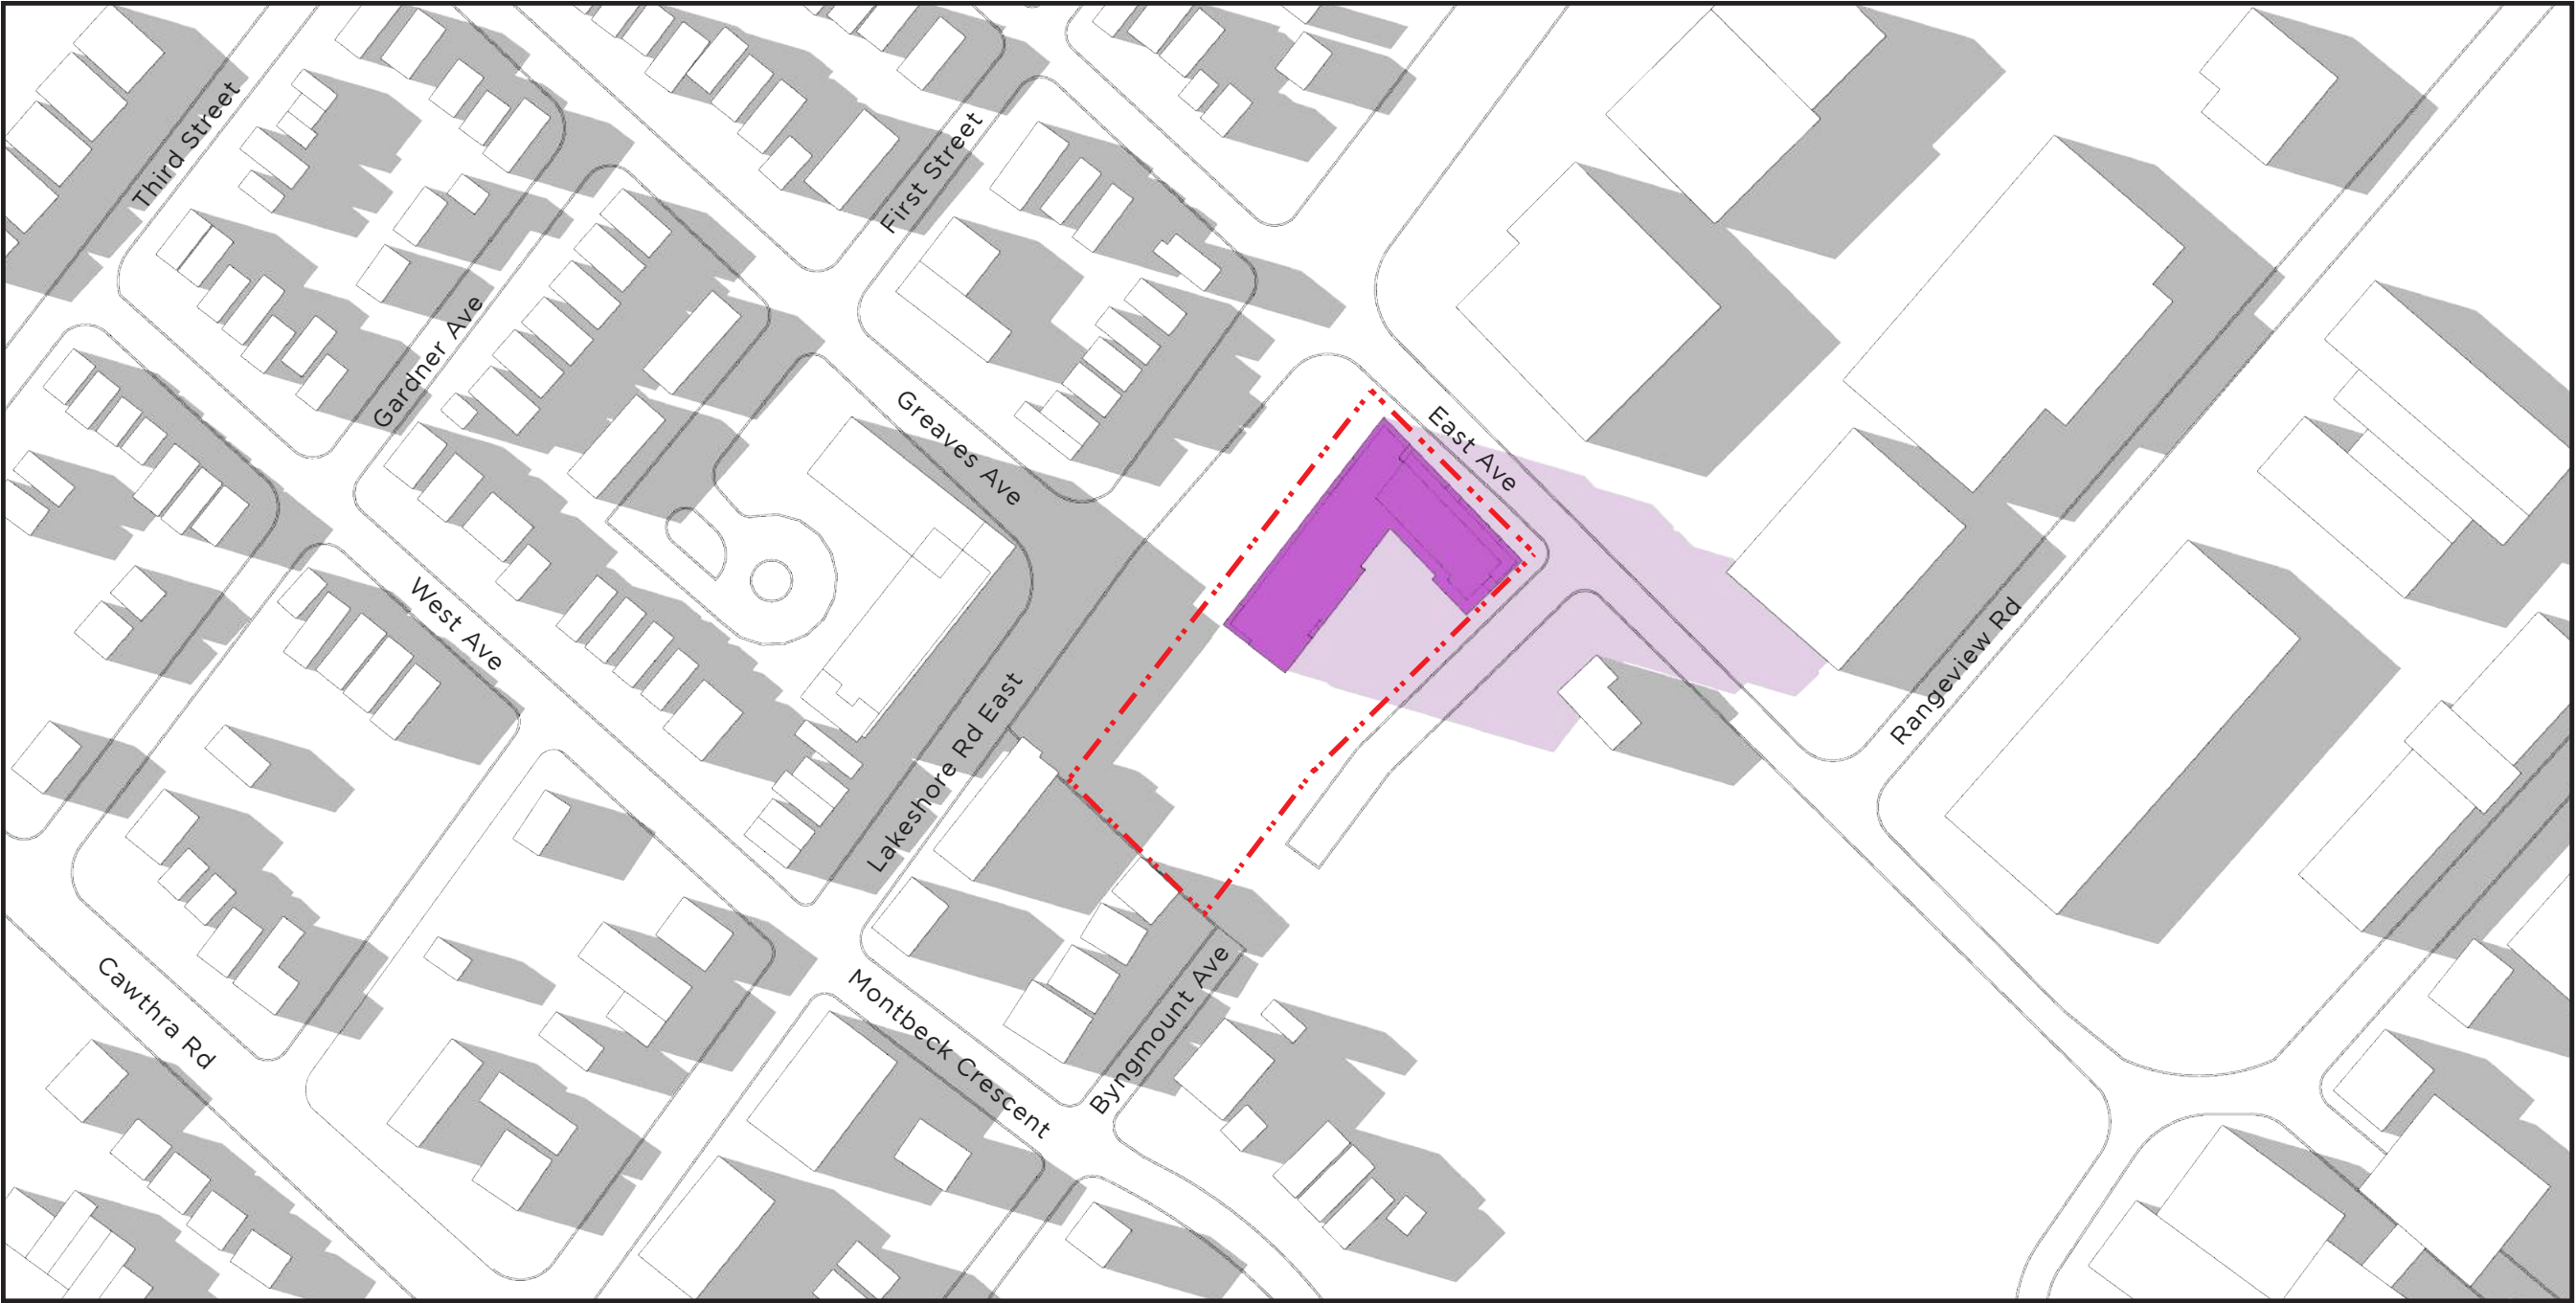 Third Street
First Street
Gardner Ave
Greaves Ave
East Ave
West Ave
Lakeshore Rd East
Rangeview Rd
Cawthra Rd
Montbeck Crescent
Byngmount Ave